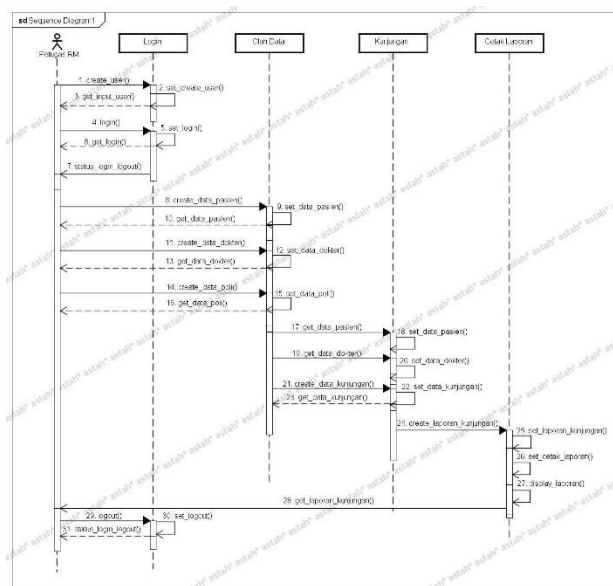 sd Sequence Diagram1
: Petugas RM
Login
Olah Data
Kunjungan
Cetak Laporan
1. create_user()
2. set_create_user()
3. get_input_user()
4. login()
5. set_login()
6. get_login()
7. status_login_logout()
8. create_data_pasien()
9. set_data_pasien()
10. get_data_pasien()
11. create_data_dokter()
12. set_data_dokter()
13. get_data_dokter()
14. create_data_poli()
15. set_data_poli()
16. get_data_poli()
17. get_data_pasien()
18. set_data_pasien()
19. get_data_dokter()
20. set_data_dokter()
21. create_data_kunjungan()
22. set_data_kunjungan()
23. get_data_kunjungan()
24. create_laporan_kunjungan()
25. set_laporan_kunjungan()
26. set_cetak_laporan()
27. display_laporan()
28. get_laporan_kunjungan()
29. logout()
30. set_logout()
31. status_login_logout()